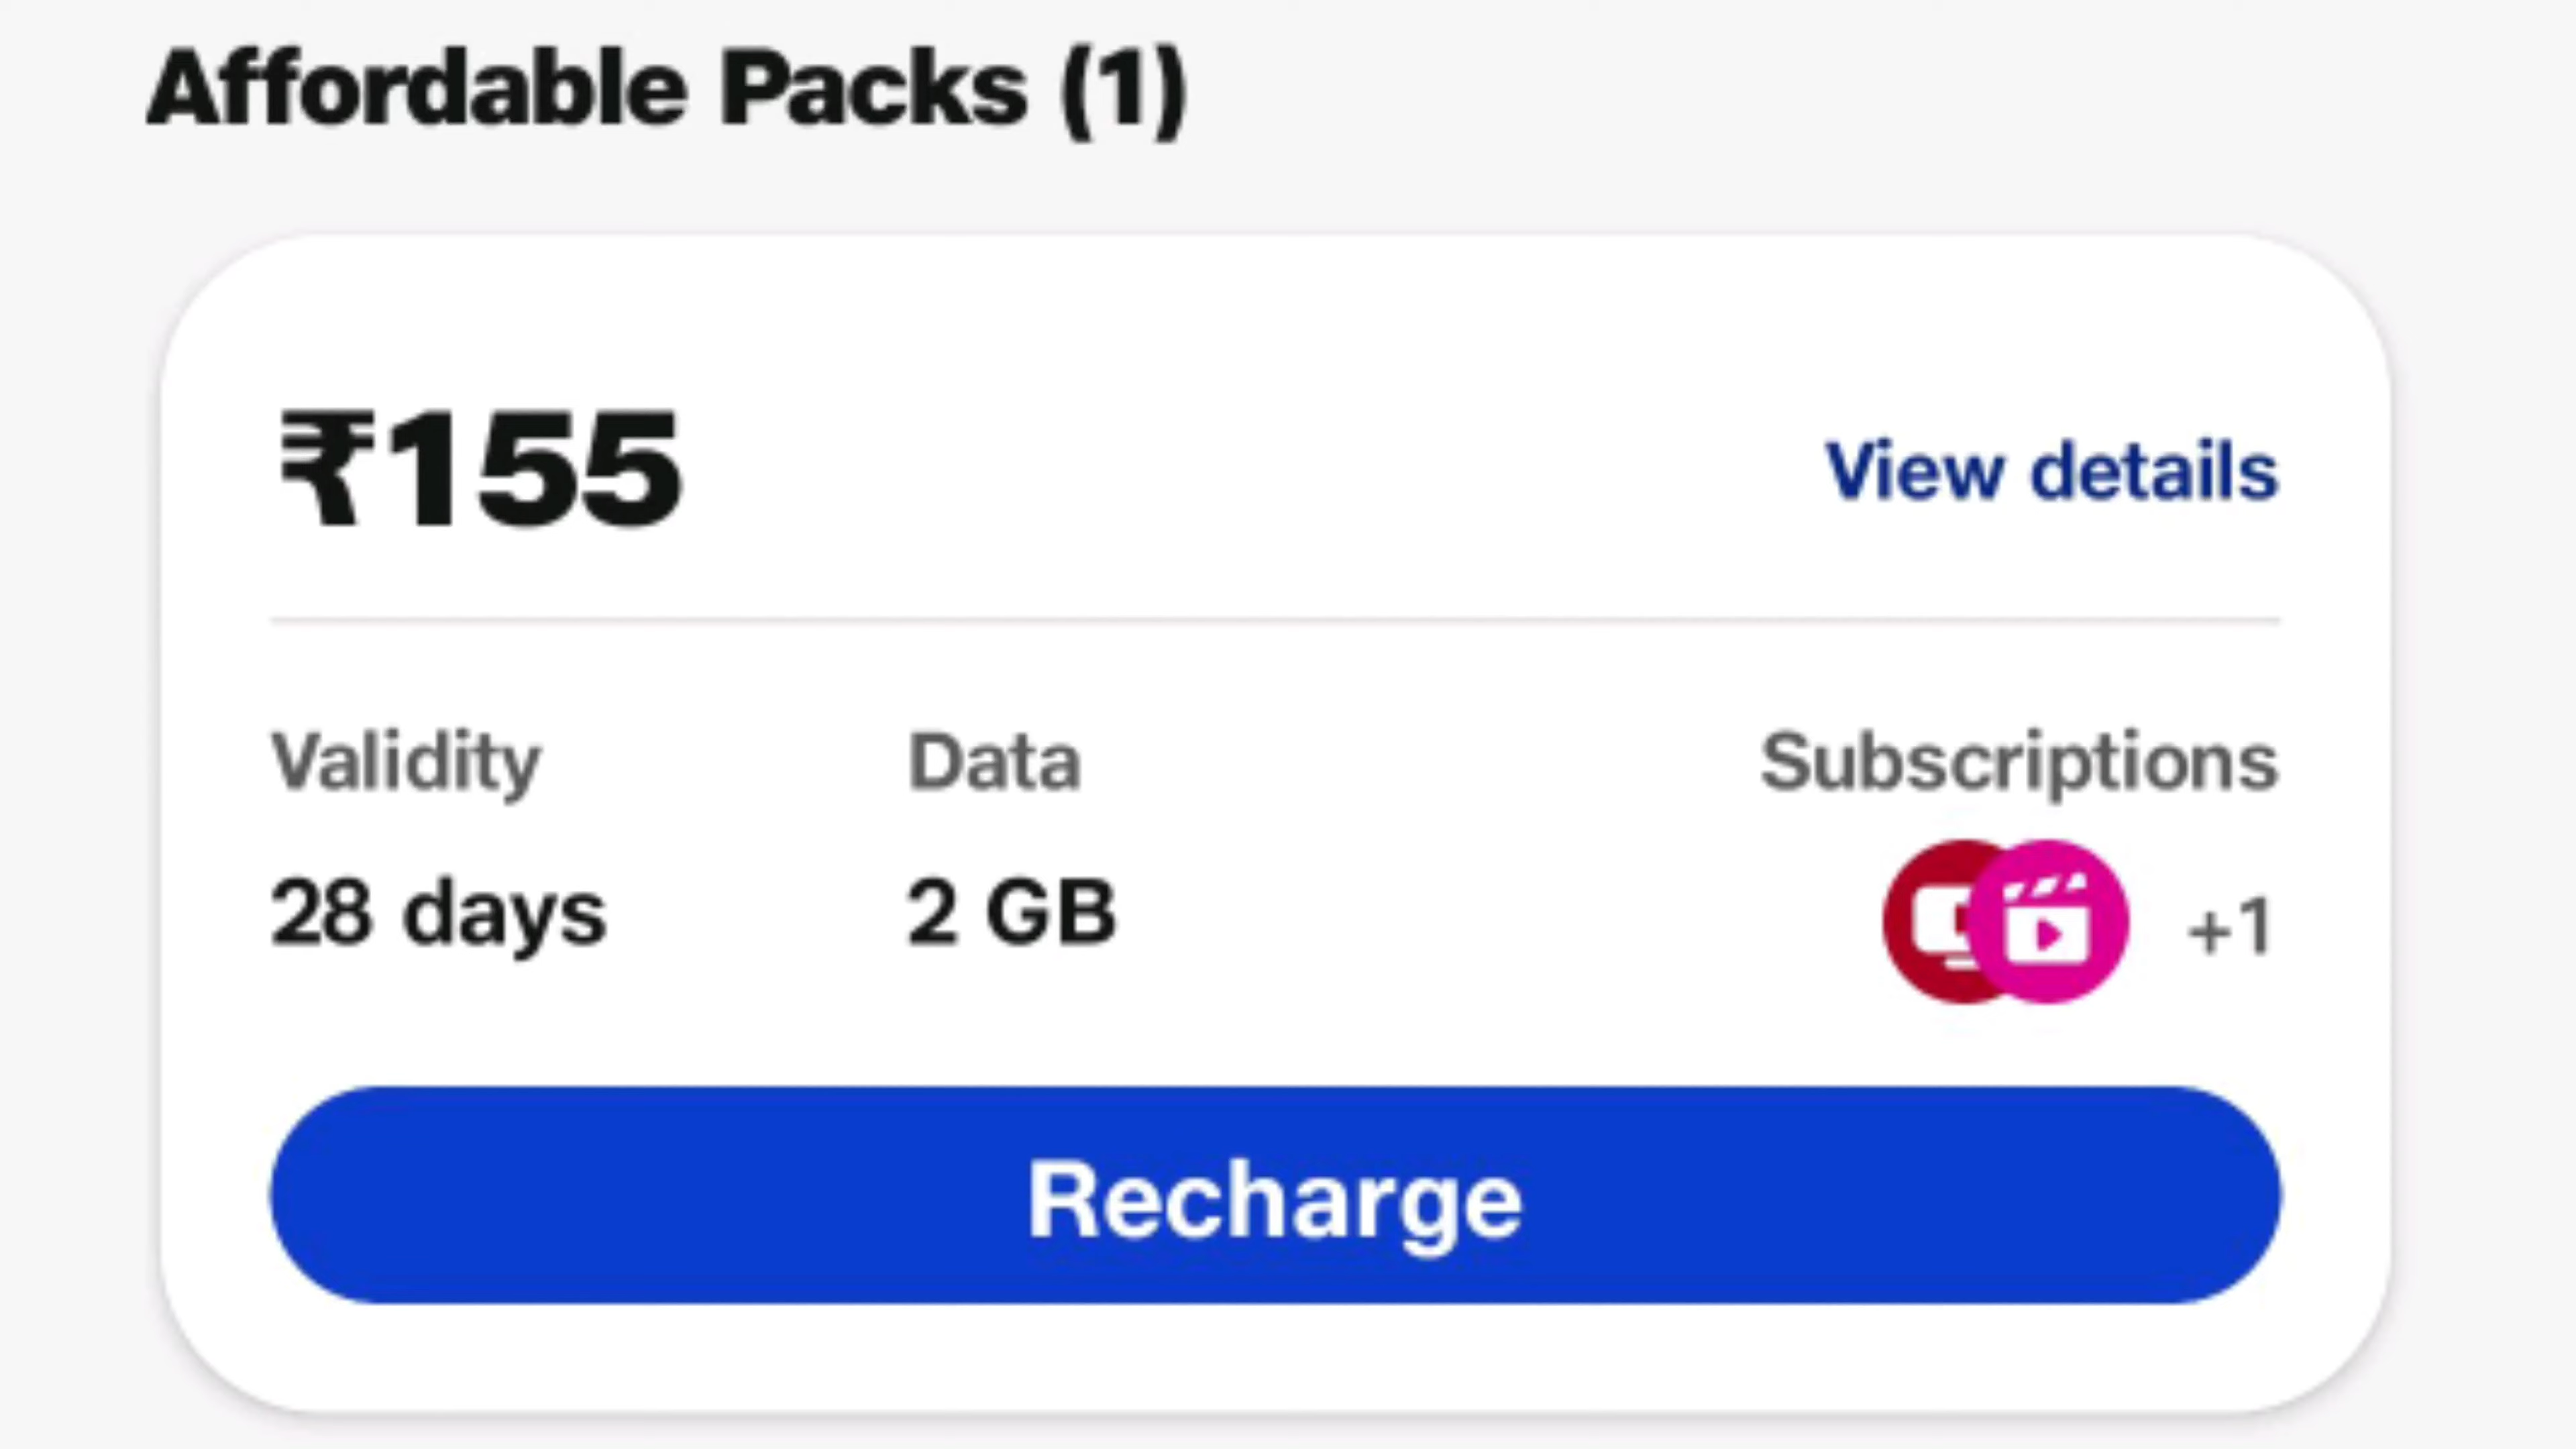 Affordable Packs (1)
₹155
View details
Validity
Data
Subscriptions
28 days
2 GB
+1
Recharge